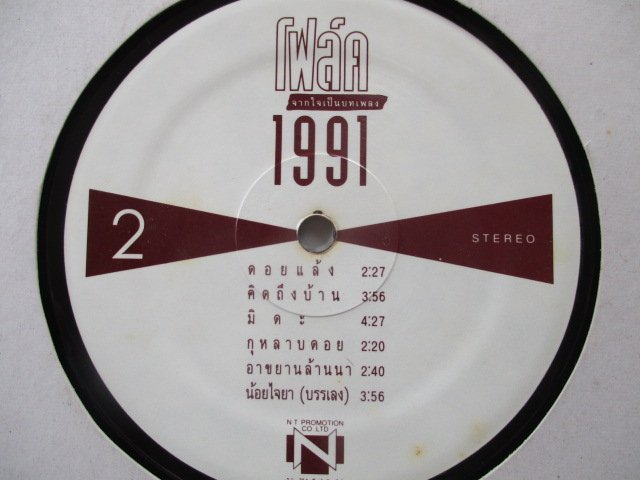 โฟล์ค
จากใจเป็นบทเพลง
1991
2
STEREO
ดอยแล้ง 2:27
คิดถึงบ้าน 3:56
มิดะ 4:27
กุหลาบดอย 2:20
อาขยานล้านนา 2:40
น้อยไจยา (บรรเลง) 3:56
N·T PROMOTION
CO.LTD
N